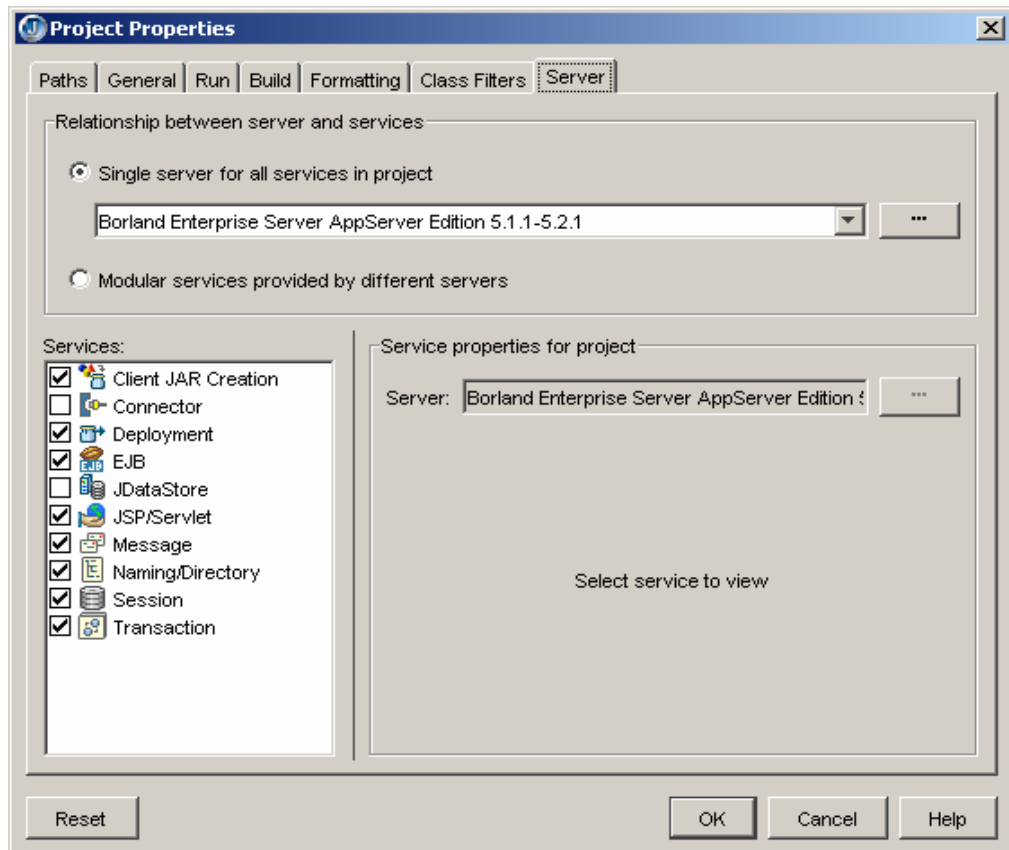 Project Properties
Paths General Run Build Formatting Class Filters Server
Relationship between server and services
Single server for all services in project
Borland Enterprise Server AppServer Edition 5.1.1-5.2.1
...
Modular services provided by different servers
Services:
Client JAR Creation
Connector
Deployment
EJB
JDataStore
JSP/Servlet
Message
Naming/Directory
Session
Transaction
Service properties for project
Server: Borland Enterprise Server AppServer Edition
...
Select service to view
Reset OK Cancel Help